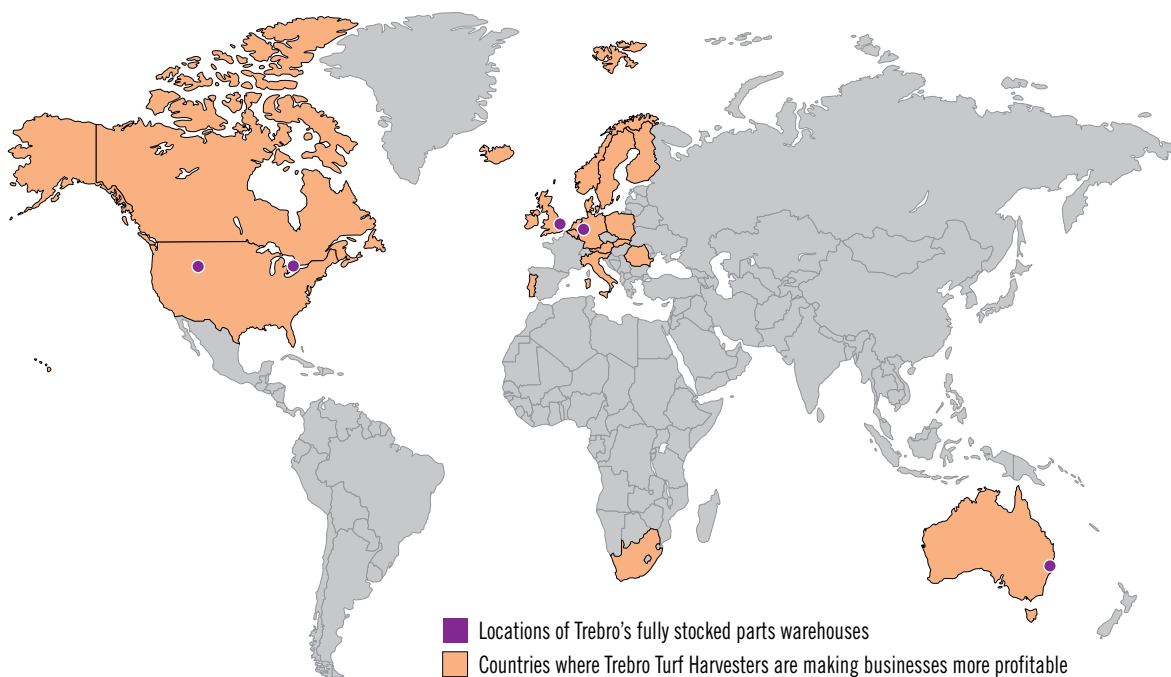 Locations of Trebro’s fully stocked parts warehouses
Countries where Trebro Turf Harvesters are making businesses more profitable